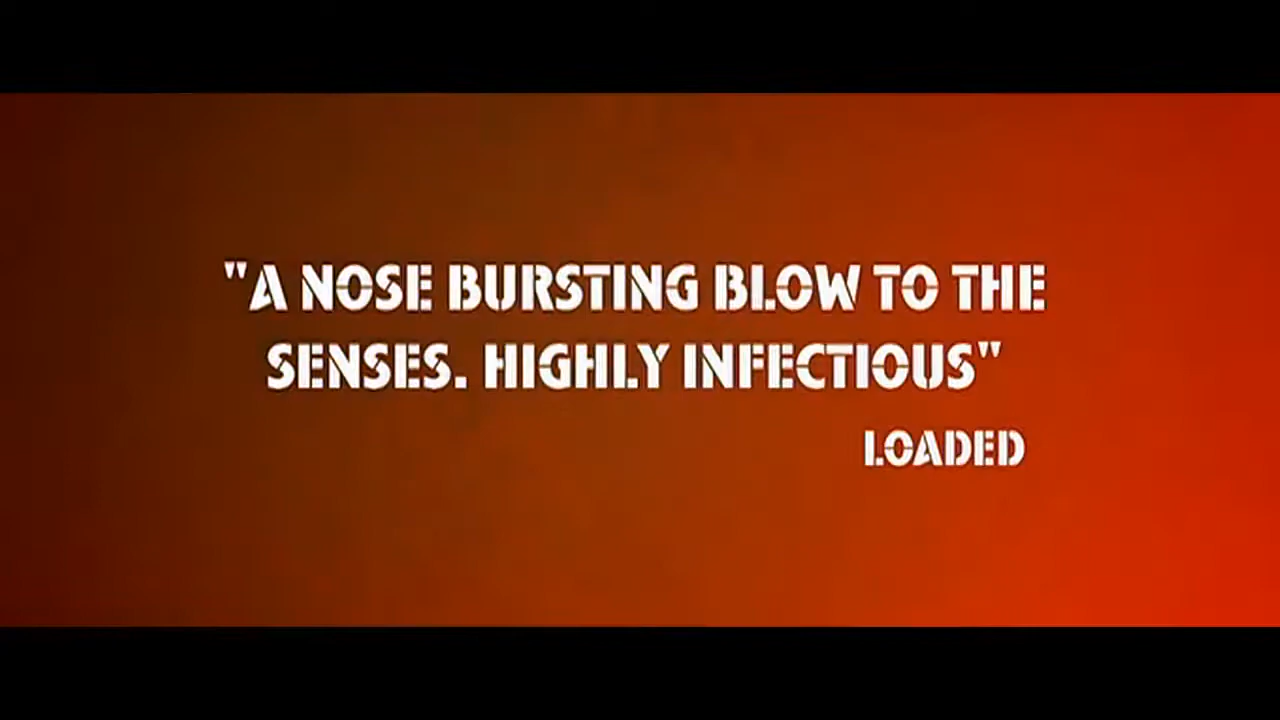 "A NOSE BURSTING BLOW TO THE
SENSES. HIGHLY INFECTIOUS"
LOADED